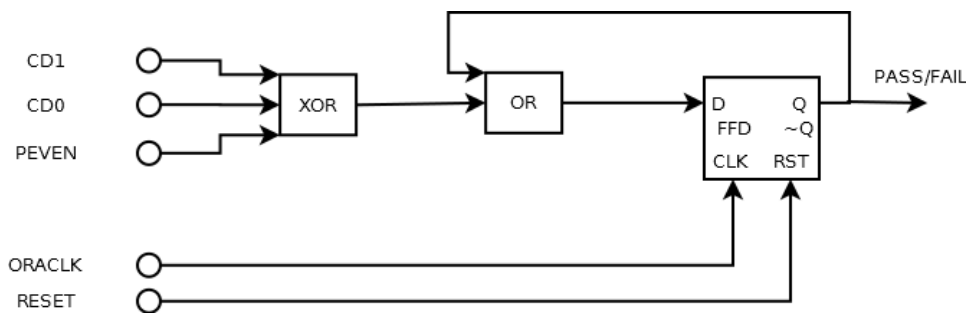 CD1
CD0
PEVEN
XOR
OR
D Q
FFD ~Q
CLK RST
PASS/FAIL
ORACLK
RESET